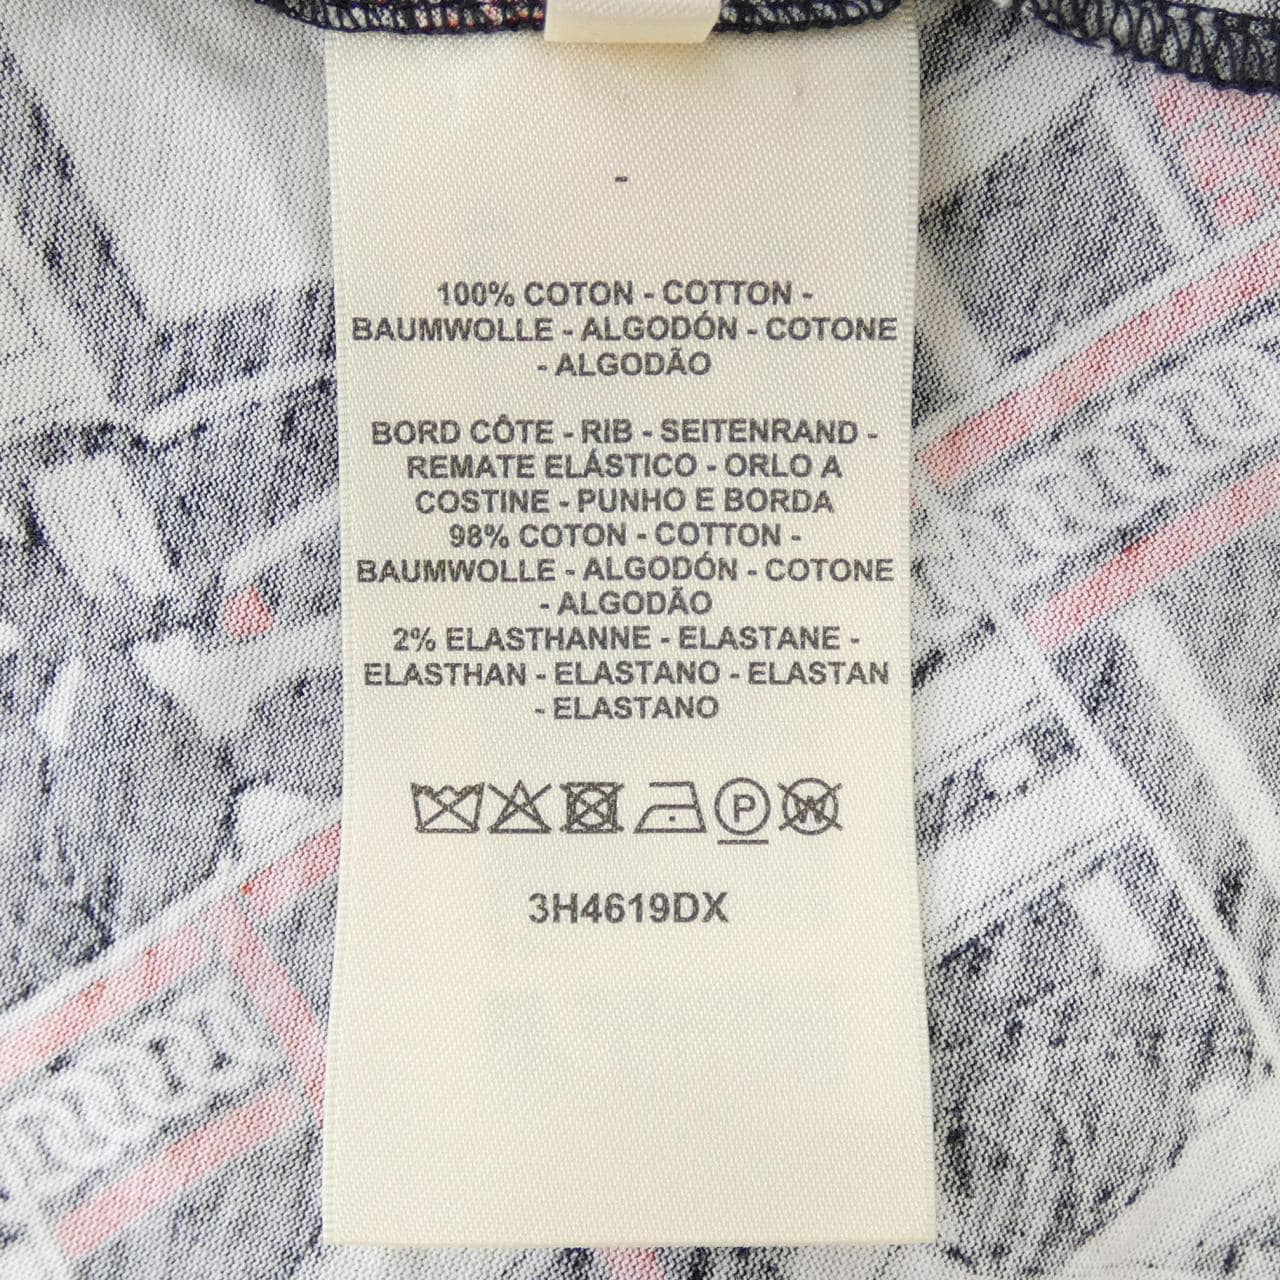 -
100% COTON - COTTON -
BAUMWOLLE - ALGODÓN - COTONE
- ALGODÃO
BORD CÔTE - RIB - SEITENRAND -
REMATE ELÁSTICO - ORLO A
COSTINE - PUNHO E BORDA
98% COTON - COTTON -
BAUMWOLLE - ALGODÓN - COTONE
- ALGODÃO
2% ELASTHANNE - ELASTANE -
ELASTHAN - ELASTANO - ELASTAN
- ELASTANO
P W
3H4619DX